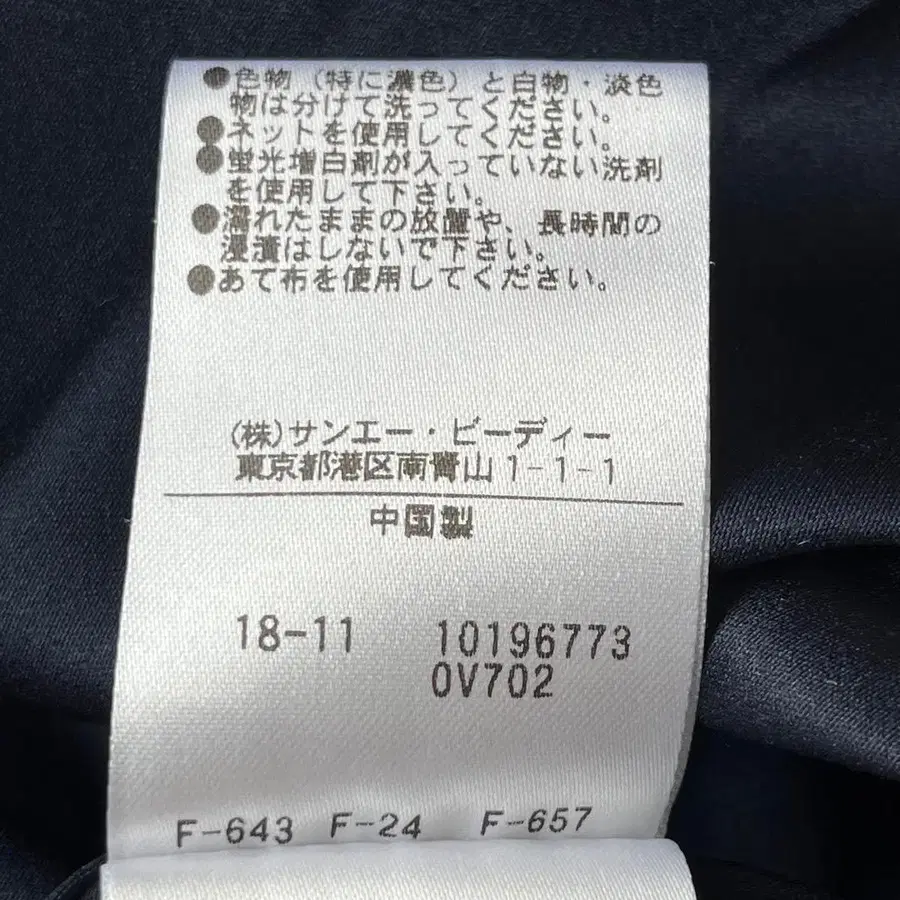 ●色物(特に濃色)と白物・淡色
物は分けて洗ってください。
●ネットを使用してください。
●蛍光増白剤が入っていない洗剤
を使用して下さい。
●濡れたままの放置や、長時間の
浸漬はしないで下さい。
●あて布を使用してください。
(株)サンエー・ビーディー
東京都港区南青山1-1-1
中国製
18-11 10196773
0V702
F-643 F-24 F-657